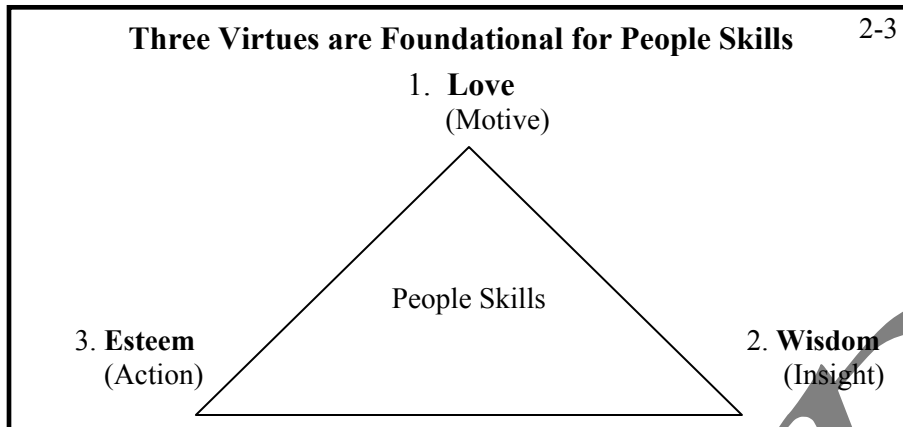 Three Virtues are Foundational for People Skills 2-3
1. Love
(Motive)
People Skills
3. Esteem
(Action)
2. Wisdom
(Insight)